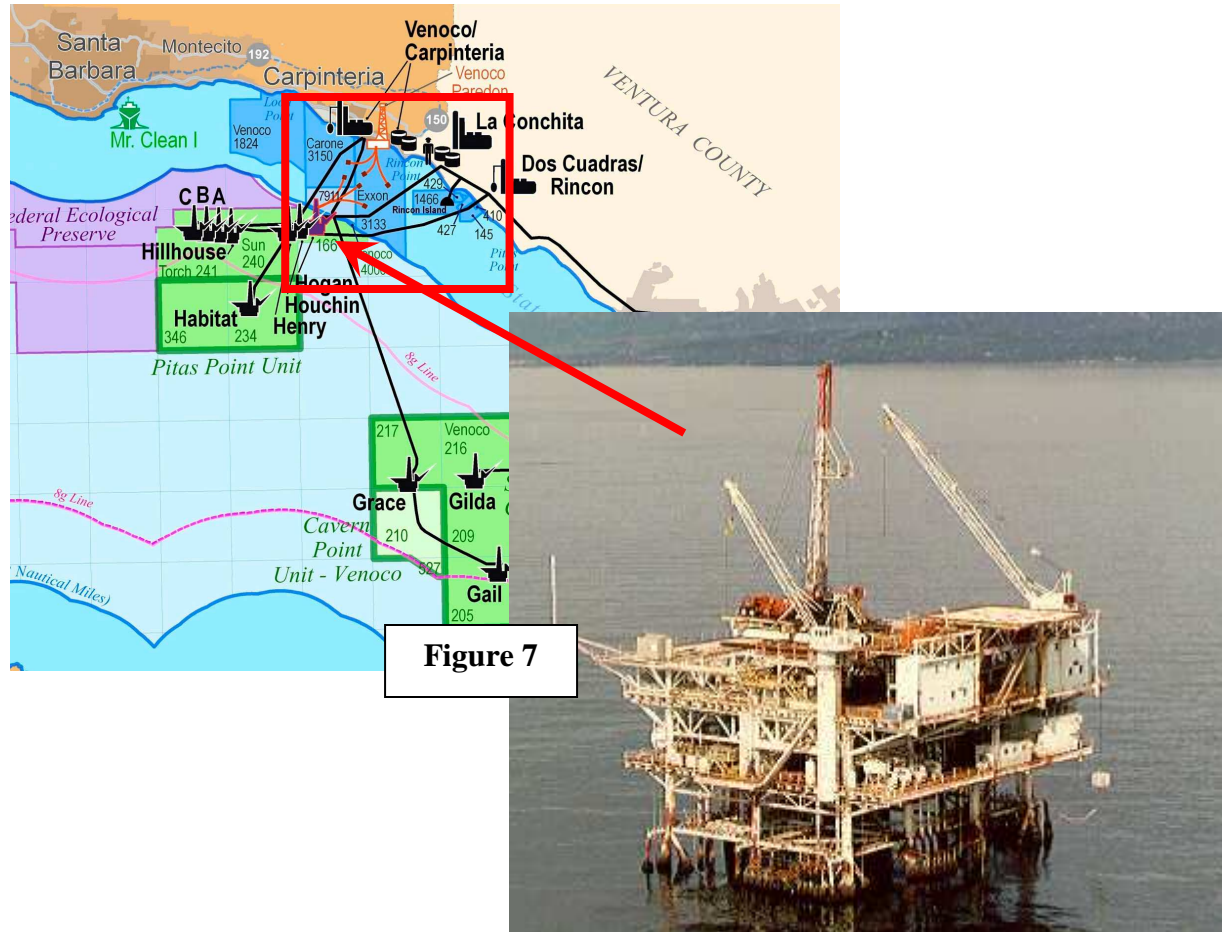 Santa
Barbara
Montecito
192
Venoco/
Carpinteria
Carpinteria
Venoco
Paredon
VENTURA COUNTY
Mr. Clean I
Venoco
1824
Point
Carone
3150
150
La Conchita
Rincon
Point
Dos Cuadras/
Rincon
7911
Exxon
3133
429
1466
Rincon Island
427
410
145
Pitas
Point
C B A
Federal Ecological
Preserve
Hillhouse
Sun
240
Torch 241
166
Hogan
Houchin
Henry
Habitat
346
234
Pitas Point Unit
8g Line
217
Venoco
216
Grace
Gilda
Cavern
Point
Unit - Venoco
210
209
527
Gail
205
8g Line
Nautical Miles)
Figure 7